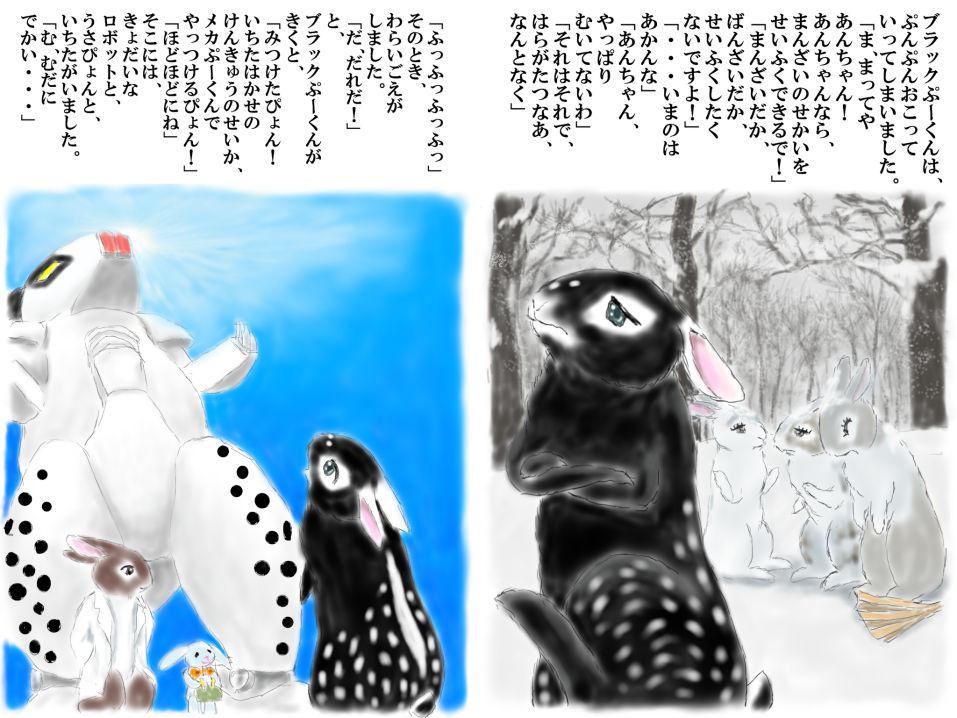 ブラックぷーくんは、
ぷんぷんおこって
いってしまいました。
「ま、まってや
あんちゃん！
あんちゃんなら、
まんざいのせかいを
せいふくできるで！」
「まんざいだか、
ばんざいだか、
せいふくしたく
ないですよ！」
「・・・いまのは
あかんな」
「あんちゃん、
やっぱり
むいてないわ」
「それはそれで、
はらがたつなあ、
なんとなく」
「ふっふっふっふっ」
そのとき、
わらいごえが
しました。
「だ、だれだ！」
と、
ブラックぷーくんが
きくと、
「みつけたぴょん！
いちたはかせの
けんきゅうのせいか、
メカぷーくんで
やっつけるぴょん！」
「ほどほどにね」
そこには、
きょだいな
ロボットと、
うさぴょんと、
いちたがいました。
「む、むだに
でかい・・・」